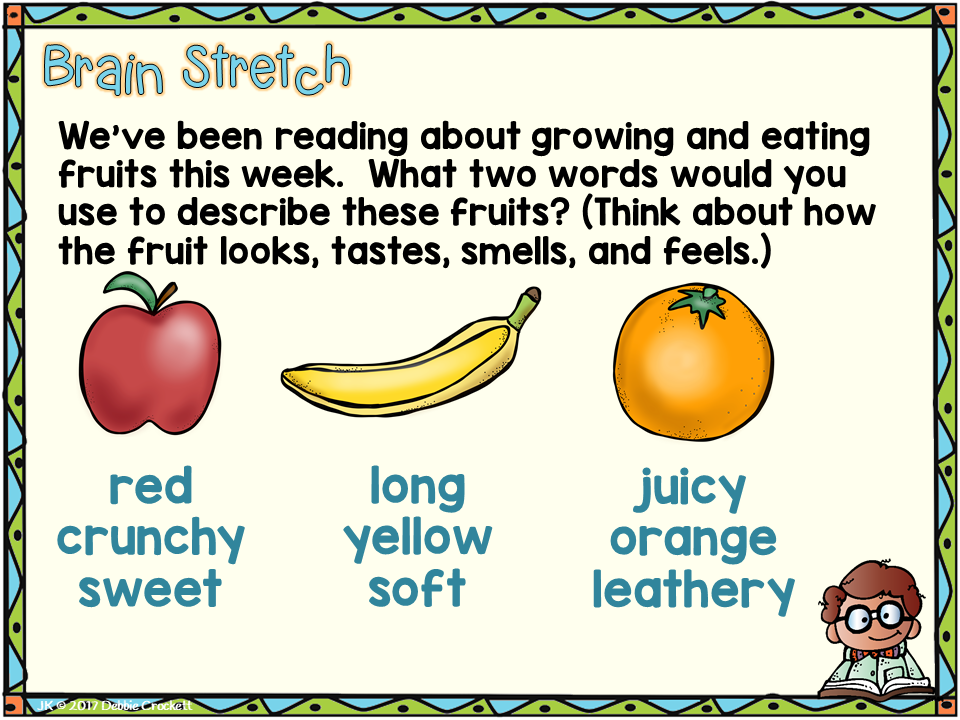 Brain Stretch
We've been reading about growing and eating
fruits this week.  What two words would you
use to describe these fruits? (Think about how
the fruit looks, tastes, smells, and feels.)
red
crunchy
sweet
long
yellow
soft
juicy
orange
leathery
JK © 2017 Debbie Crockett